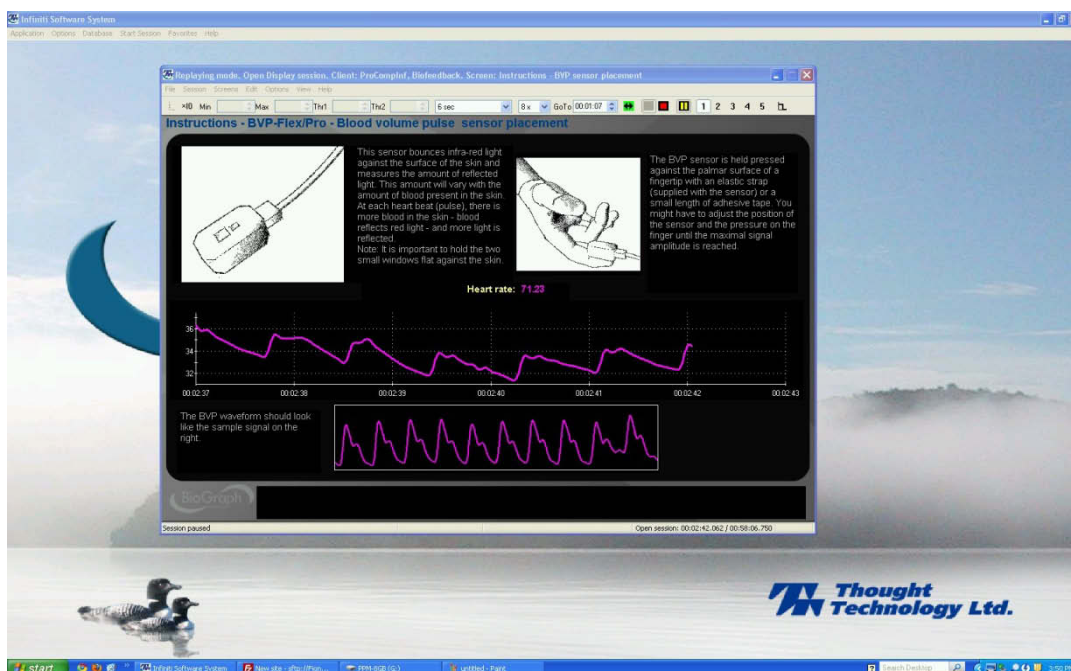 Infiniti Software System
Application Options Database Start Session Favorites Help
Replaying mode. Open Display session. Client: ProCompInf, Biofeedback. Screen: Instructions - BVP sensor placement
File Session Screens Edit Options View Help
Min Max Thr1 Thr2 6 sec 8x GoTo 00:01:07 1 2 3 4 5
Instructions - BVP-Flex/Pro - Blood volume pulse sensor placement
This sensor bounces infra-red light
against the surface of the skin and
measures the amount of reflected
light. This amount will vary with the
amount of blood present in the skin.
At each heart beat (pulse), there is
more blood in the skin - blood
reflects red light - and more light is
reflected.
Note: It is important to hold the two
small windows flat against the skin.
The BVP sensor is held pressed
against the palmar surface of a
fingertip with an elastic strap
(supplied with the sensor) or a
small length of adhesive tape. You
might have to adjust the position of
the sensor and the pressure on the
finger until the maximal signal
amplitude is reached.
Heart rate: 71.23
36
34
32
00:02:37 00:02:38 00:02:39 00:02:40 00:02:41 00:02:42 00:02:43
The BVP waveform should look
like the sample signal on the
right.
BioGraph
Session paused
Open session: 00:02:42.062 / 00:58:06.750
Thought
Technology Ltd.
start
Infiniti Software System
PPM-8GB (G:)
untitled - Paint
Search Desktop
3:50 PM